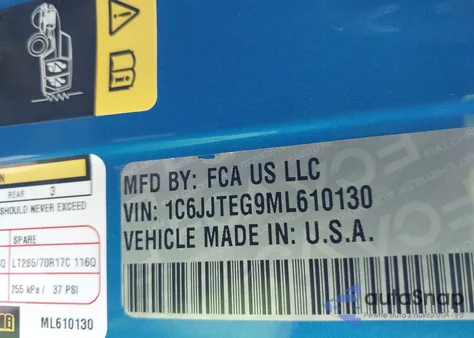 MFD BY: FCA US LLC
VIN: 1C6JJTEG9ML610130
VEHICLE MADE IN: U.S.A.
REAR 3
SHOULD NEVER EXCEED
SPARE
LT285/70R17C 116Q
255 kPa / 37 PSI
ML610130
autoSnap